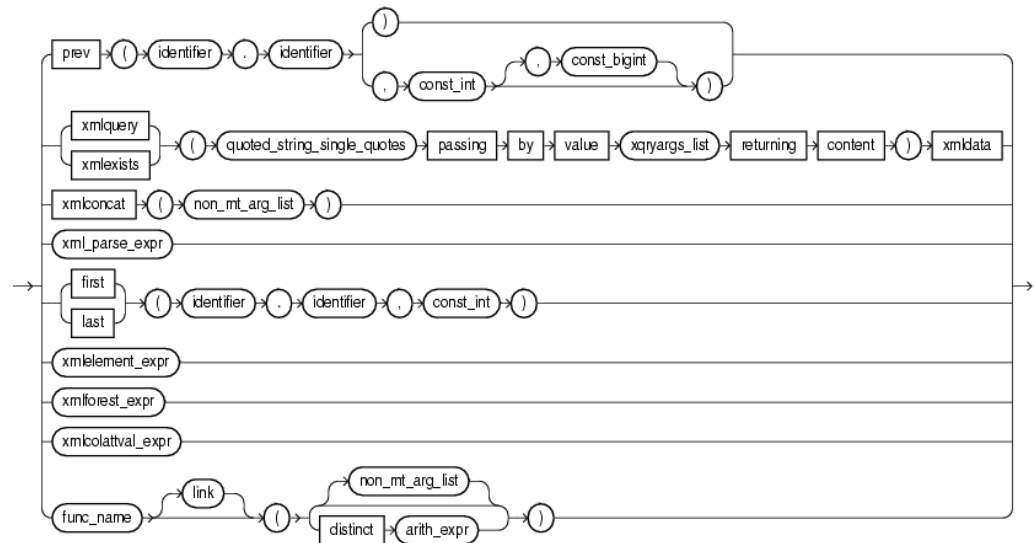 )
prev ( identifier . identifier
, const_bigint
, const_int )
xmlquery
( quoted_string_single_quotes passing by value xqryargs_list returning content ) xmldata
xmlexists
xmlconcat ( non_mt_arg_list )
xml_parse_expr
first
( identifier . identifier , const_int )
last
xmlelement_expr
xmlforest_expr
xmlcolattval_expr
link non_mt_arg_list
func_name ( )
distinct arith_expr